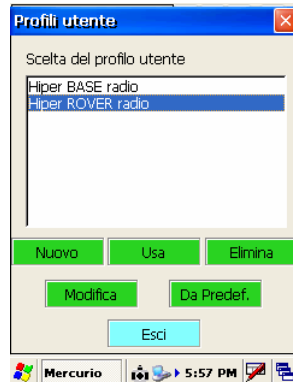 Profili utente
Scelta del profilo utente
Hiper BASE radio
Hiper ROVER radio
Nuovo Usa Elimina
Modifica Da Predef.
Esci
Mercurio 5:57 PM